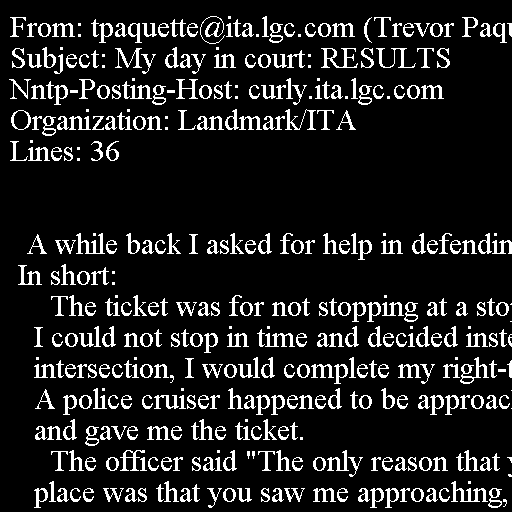 From: tpaquette@ita.lgc.com (Trevor Paqu
Subject: My day in court: RESULTS
Nntp-Posting-Host: curly.ita.lgc.com
Organization: Landmark/ITA
Lines: 36
A while back I asked for help in defendin
In short:
The ticket was for not stopping at a sto
I could not stop in time and decided inste
intersection, I would complete my right-t
A police cruiser happened to be approac
and gave me the ticket.
The officer said "The only reason that y
place was that you saw me approaching,